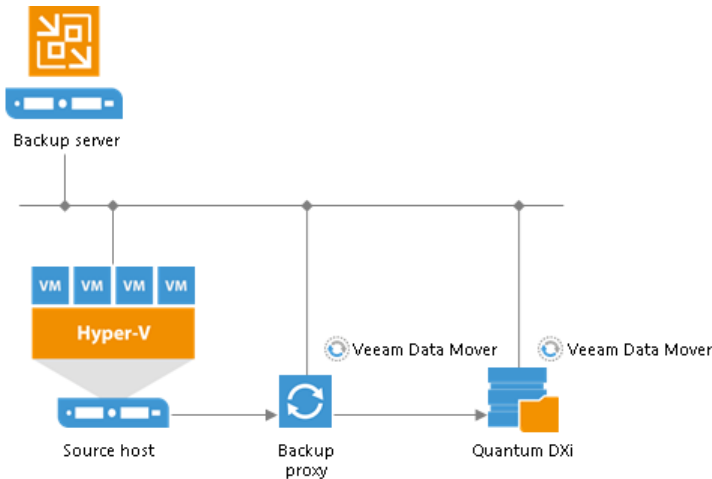 Backup server
VM VM VM VM
Hyper-V
Veeam Data Mover
Veeam Data Mover
Source host
Backup
proxy
Quantum DXi